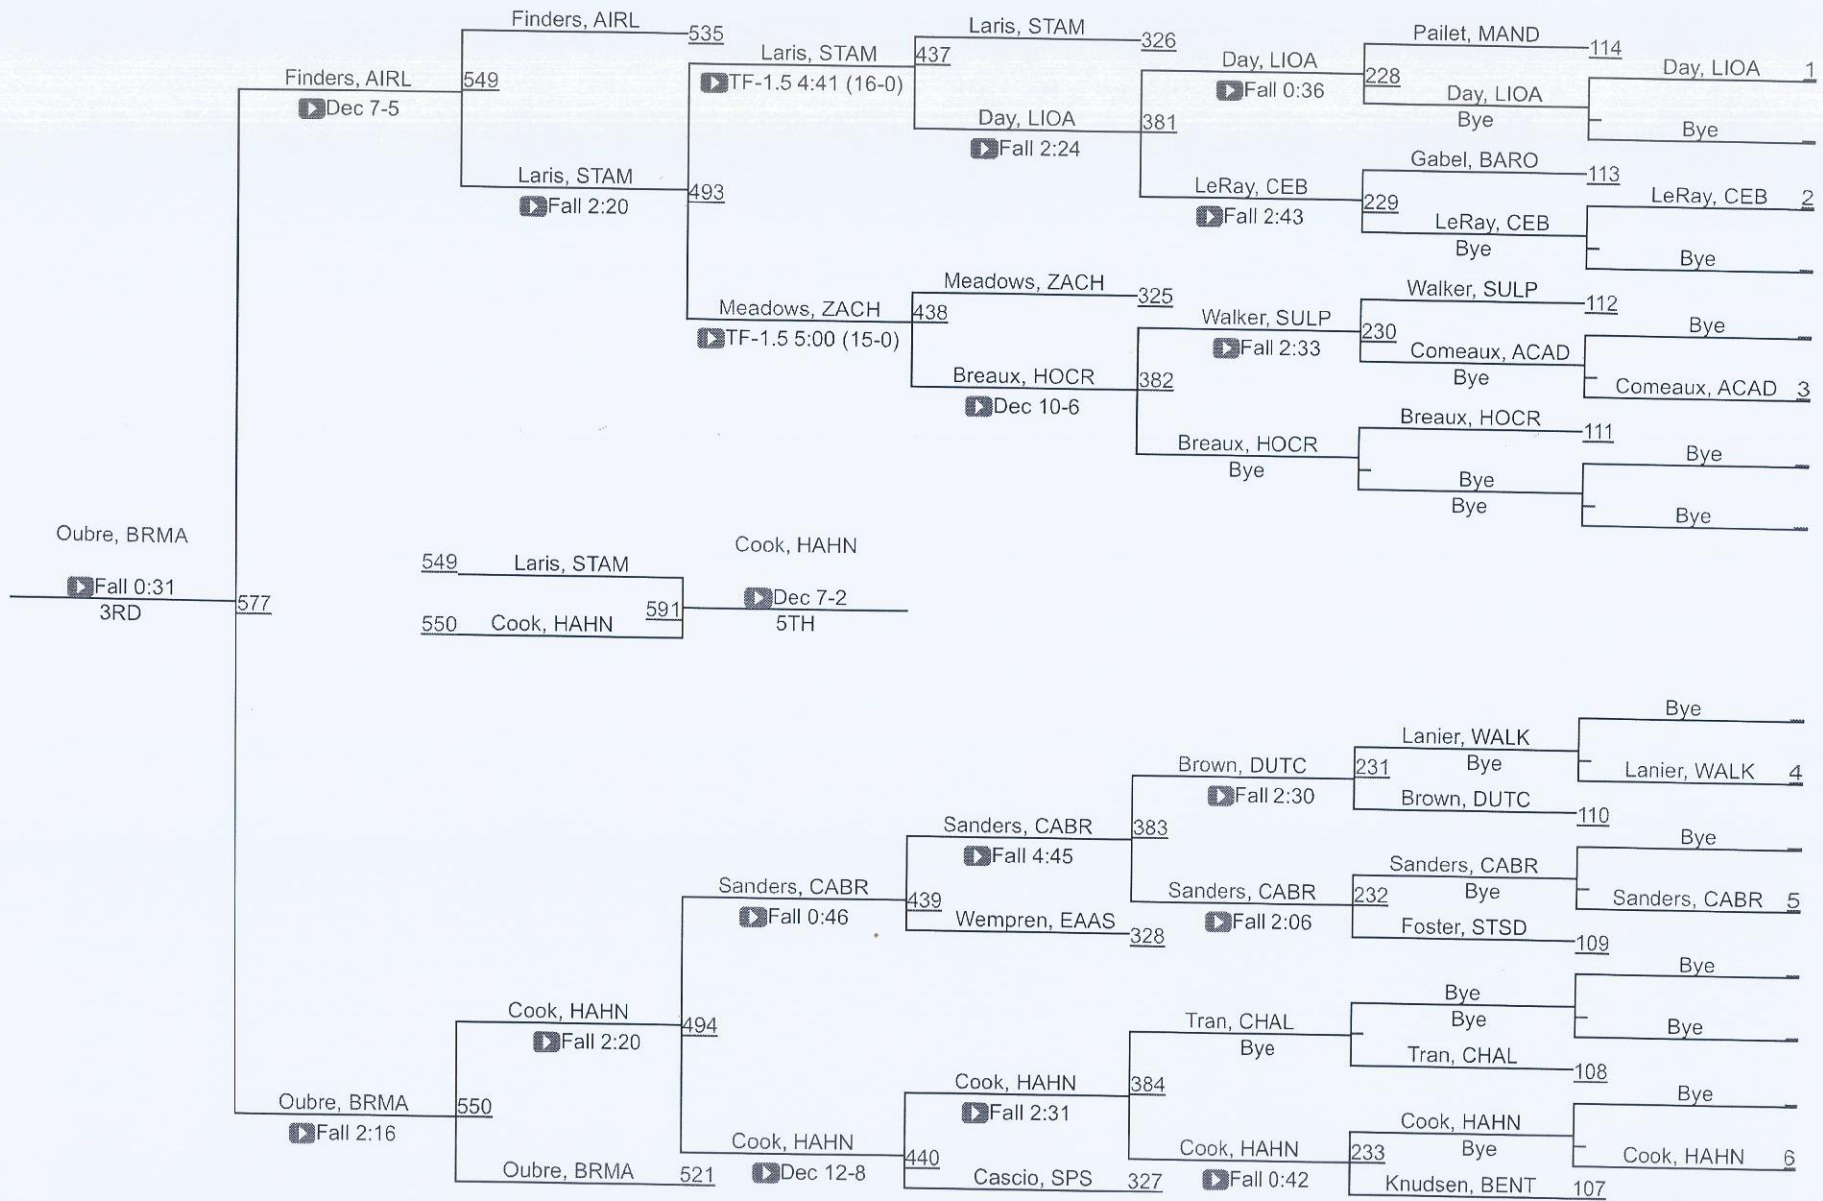 Finders, AIRL
535
Laris, STAM
326
Pailet, MAND
114
Day, LIOA 1
Finders, AIRL
549
Dec 7-5
Laris, STAM
437
TF-1.5 4:41 (16-0)
Day, LIOA
228
Fall 0:36
Day, LIOA
Bye
Bye
Day, LIOA
381
Fall 2:24
Gabel, BARO
113
Laris, STAM
493
Fall 2:20
LeRay, CEB
229
Fall 2:43
LeRay, CEB 2
LeRay, CEB
Bye
Bye
Meadows, ZACH
325
Walker, SULP
112
Meadows, ZACH
438
TF-1.5 5:00 (15-0)
Walker, SULP
230
Fall 2:33
Bye
Comeaux, ACAD
Bye
Comeaux, ACAD 3
Breaux, HOCR
382
Dec 10-6
Breaux, HOCR
111
Breaux, HOCR
Bye
Bye
Bye
Bye
Bye
Oubre, BRMA
Fall 0:31
3RD
577
549 Laris, STAM
550 Cook, HAHN
591
Cook, HAHN
Dec 7-2
5TH
Bye
Lanier, WALK
Bye
Lanier, WALK 4
Brown, DUTC
231
Fall 2:30
Brown, DUTC
110
Sanders, CABR
383
Fall 4:45
Bye
Sanders, CABR
439
Fall 0:46
Sanders, CABR
Bye
Sanders, CABR 5
Sanders, CABR
232
Fall 2:06
Wempren, EAAS
328
Foster, STSD
109
Bye
Cook, HAHN
494
Fall 2:20
Bye
Bye
Bye
Tran, CHAL
Bye
Tran, CHAL
108
Cook, HAHN
384
Fall 2:31
Bye
Oubre, BRMA
550
Fall 2:16
Cook, HAHN
440
Dec 12-8
Cook, HAHN
233
Fall 0:42
Cook, HAHN
Bye
Cook, HAHN 6
Oubre, BRMA
521
Cascio, SPS
327
Knudsen, BENT
107